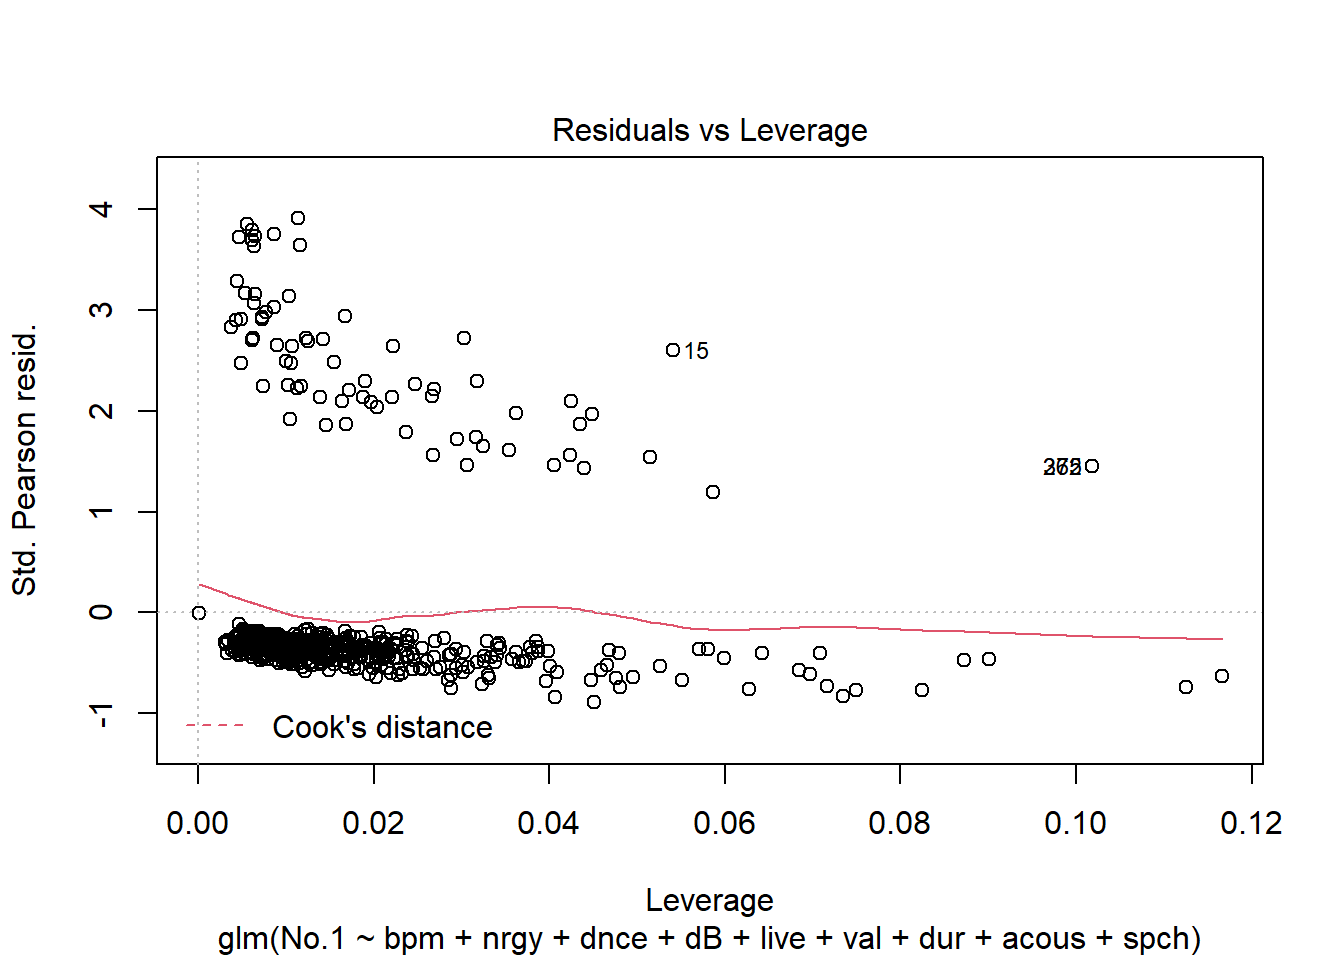 Residuals vs Leverage
Std. Pearson resid.
4
3
2
1
0
-1
15
Cook's distance
0.00 0.02 0.04 0.06 0.08 0.10 0.12
Leverage
glm(No.1 ~ bpm + nrgy + dnce + dB + live + val + dur + acous + spch)